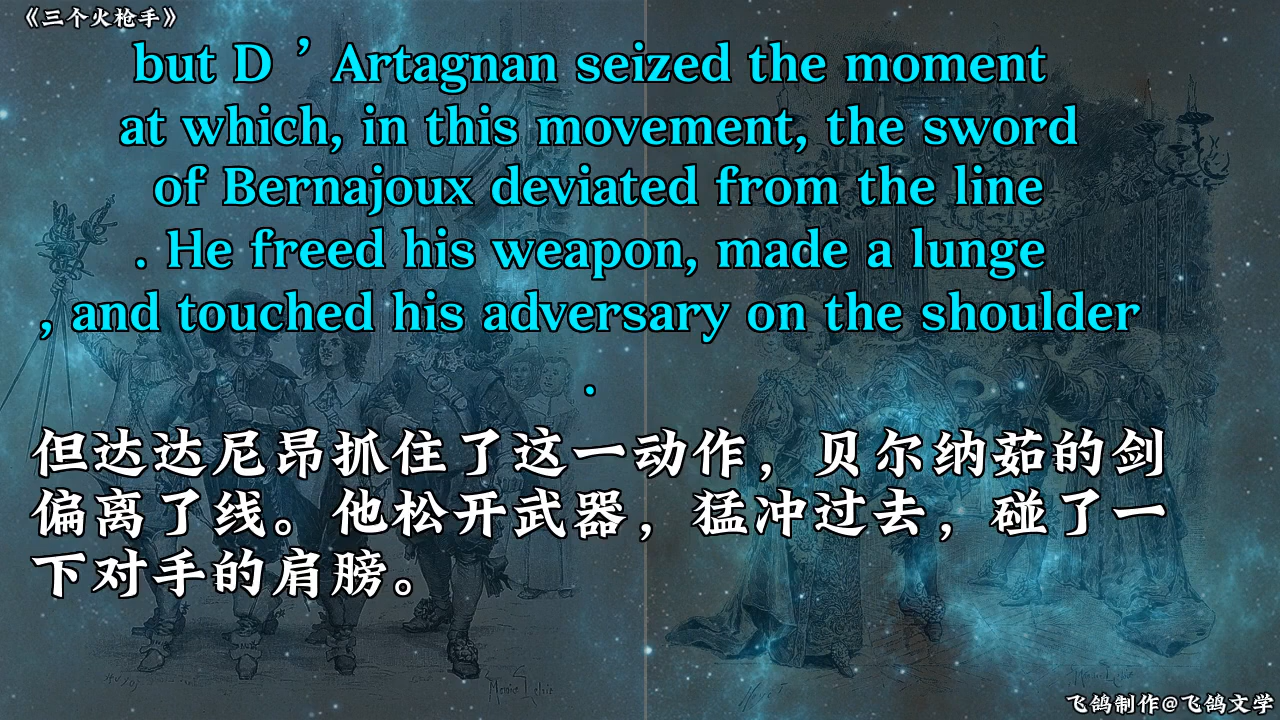 《三个火枪手》
but D ’ Artagnan seized the moment
at which, in this movement, the sword
of Bernajoux deviated from the line
. He freed his weapon, made a lunge
, and touched his adversary on the shoulder
.
但达达尼昂抓住了这一动作，贝尔纳茹的剑
偏离了线。他松开武器，猛冲过去，碰了一
下对手的肩膀。
飞鸽制作@飞鸽文学